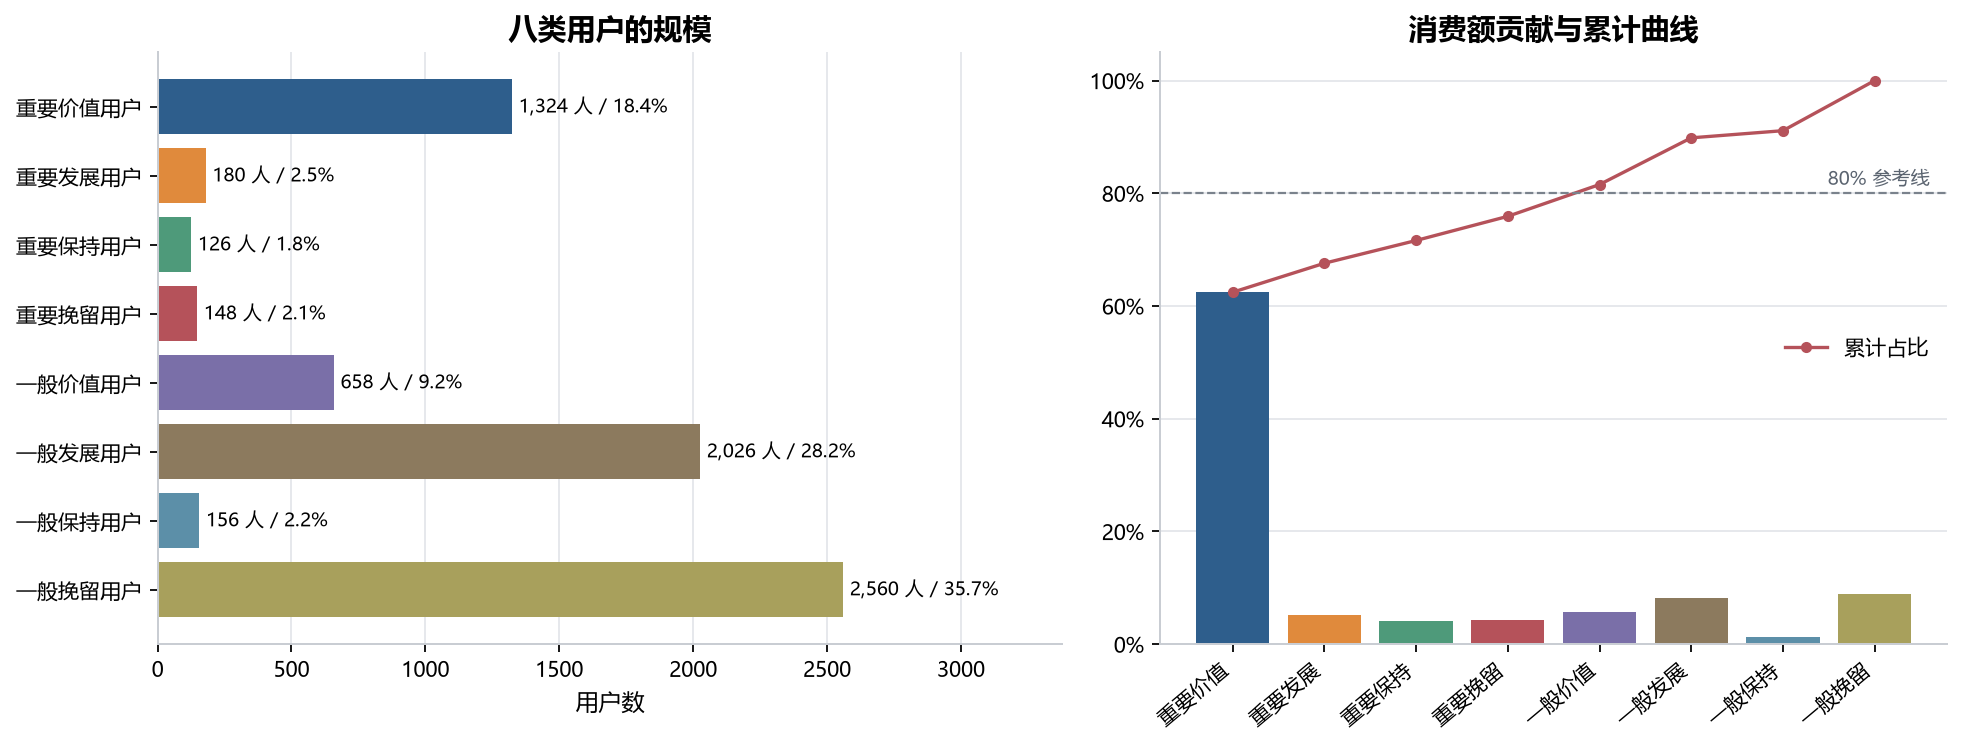 八类用户的规模
重要价值用户
1,324 人 / 18.4%
重要发展用户
180 人 / 2.5%
重要保持用户
126 人 / 1.8%
重要挽留用户
148 人 / 2.1%
一般价值用户
658 人 / 9.2%
一般发展用户
2,026 人 / 28.2%
一般保持用户
156 人 / 2.2%
一般挽留用户
2,560 人 / 35.7%
0 500 1000 1500 2000 2500 3000
用户数
消费额贡献与累计曲线
100%
80%
60%
40%
20%
0%
80% 参考线
累计占比
重要价值
重要发展
重要保持
重要挽留
一般价值
一般发展
一般保持
一般挽留